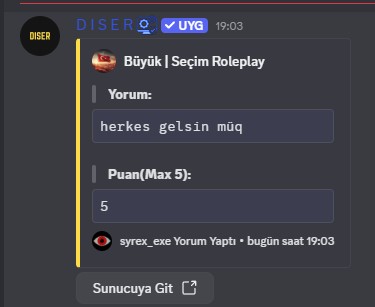 DISER
DISER UYG 19:03
Büyük | Seçim Roleplay
Yorum:
herkes gelsin müq
Puan(Max 5):
5
syrex_exe Yorum Yaptı • bugün saat 19:03
Sunucuya Git